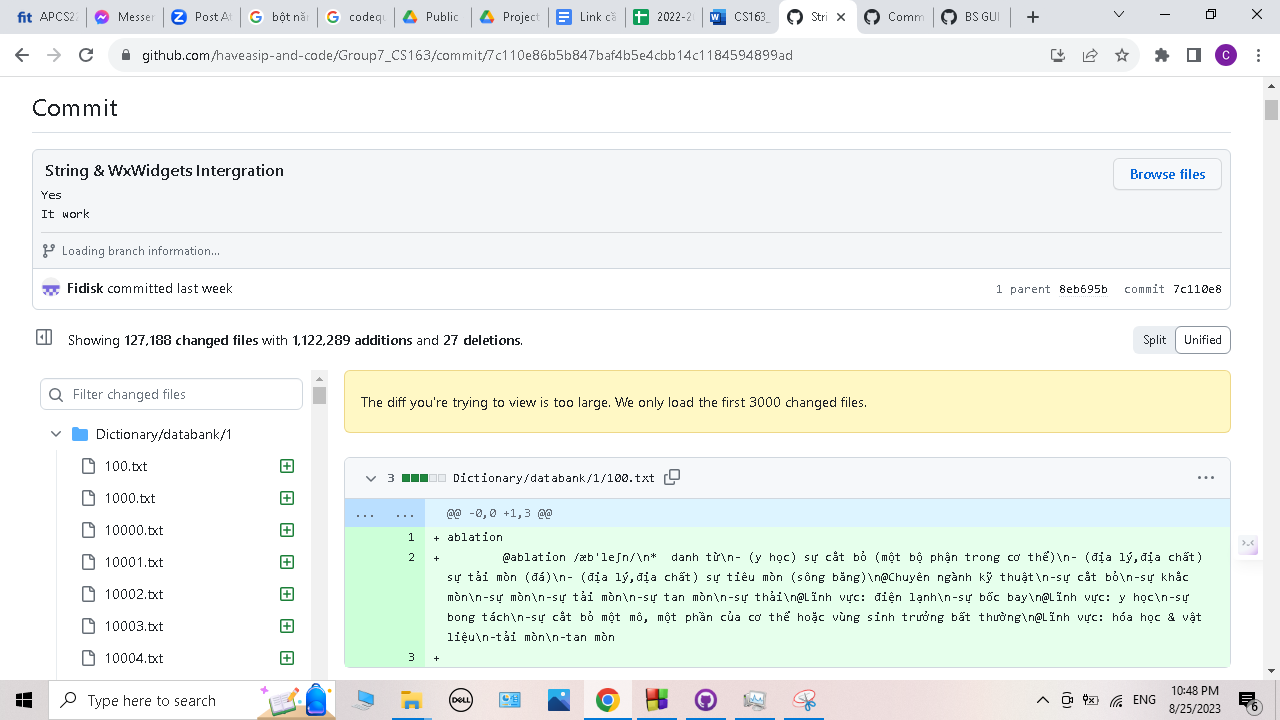 APCS2
Messe
Post A
bột nă
codequ
Public
Projec
Link C
2022-
CS163
Stri
Comm
BS GUI
github.com/haveasip-and-code/Group7_CS163/commit/7c110e86b5b847baf4b5e4cbb14c1184594899ad
C
Commit
String & WxWidgets Intergration
Browse files
Yes
It work
Loading branch information...
Fidisk committed last week
1 parent 8eb695b commit 7c110e8
Showing 127,188 changed files with 1,122,289 additions and 27 deletions.
Split Unified
Filter changed files
The diff you're trying to view is too large. We only load the first 3000 changed files.
Dictionary/databank/1
100.txt
1000.txt
10000.txt
10001.txt
10002.txt
10003.txt
10004.txt
3 Dictionary/databank/1/100.txt
... ... @@ -0,0 +1,3 @@
1 + ablation
2 + @ablation /æb'leʃn/\n* danh từ\n- (y học) sự cắt bỏ (một bộ phận trong cơ thể)\n- (địa lý,địa chất)
sự tải mòn (đá)\n- (địa lý,địa chất) sự tiêu mòn (sông băng)\n@Chuyên ngành kỹ thuật\n-sự cắt bỏ\n-sự khắc
mòn\n-sự mòn\n-sự tải mòn\n-sự tan mòn\n-sự thải\n@Lĩnh vực: điện lạnh\n-sự bốc bay\n@Lĩnh vực: y học\n-sự
bong tách\n-sự cắt bỏ một mô, một phần của cơ thể hoặc vùng sinh trưởng bất thường\n@Lĩnh vực: hóa học & vật
liệu\n-tải mòn\n-tan mòn
3 +
Type here to search
DELL
ENG
10:48 PM
8/25/2023
6